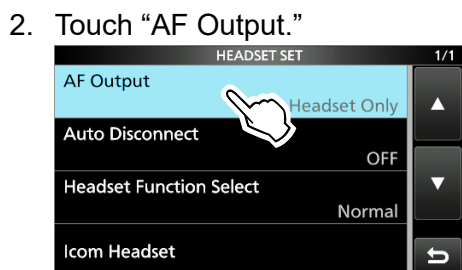 2. Touch “AF Output.”
HEADSET SET 1/1
AF Output
Headset Only
Auto Disconnect
OFF
Headset Function Select
Normal
Icom Headset